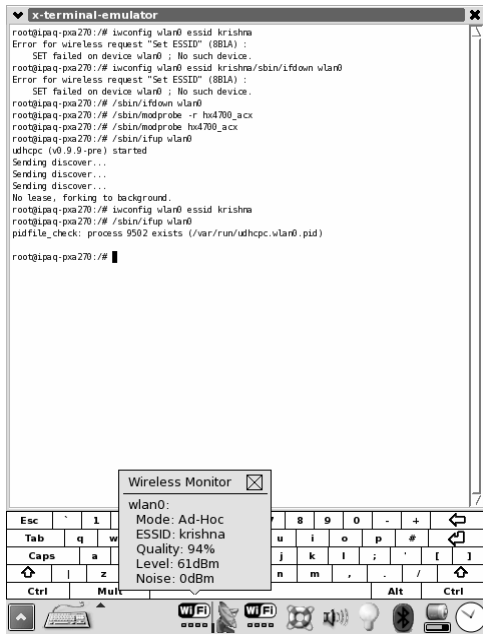 x-terminal-emulator
root@ipaq-pxa270:/# iwconfig wlan0 essid krishna
Error for wireless request "Set ESSID" (8B1A) :
SET failed on device wlan0 ; No such device.
root@ipaq-pxa270:/# iwconfig wlan0 essid krishna/sbin/ifdown wlan0
Error for wireless request "Set ESSID" (8B1A) :
SET failed on device wlan0 ; No such device.
root@ipaq-pxa270:/# /sbin/ifdown wlan0
root@ipaq-pxa270:/# /sbin/modprobe -r hx4700_acx
root@ipaq-pxa270:/# /sbin/modprobe hx4700_acx
root@ipaq-pxa270:/# /sbin/ifup wlan0
udhcpc (v0.9.9-pre) started
Sending discover...
Sending discover...
Sending discover...
No lease, forking to background.
root@ipaq-pxa270:/# iwconfig wlan0 essid krishna
root@ipaq-pxa270:/# /sbin/ifup wlan0
pidfile_check: process 9502 exists (/var/run/udhcpc.wlan0.pid)
root@ipaq-pxa270:/#
Wireless Monitor
wlan0:
Mode: Ad-Hoc
ESSID: krishna
Quality: 94%
Level: 61dBm
Noise: 0dBm
Esc ` 1 8 9 0 - +
Tab q w u i o p #
Caps a j k l ; ' [ ]
| z n m , . /
Ctrl Mult Alt Ctrl
WiFi WiFi